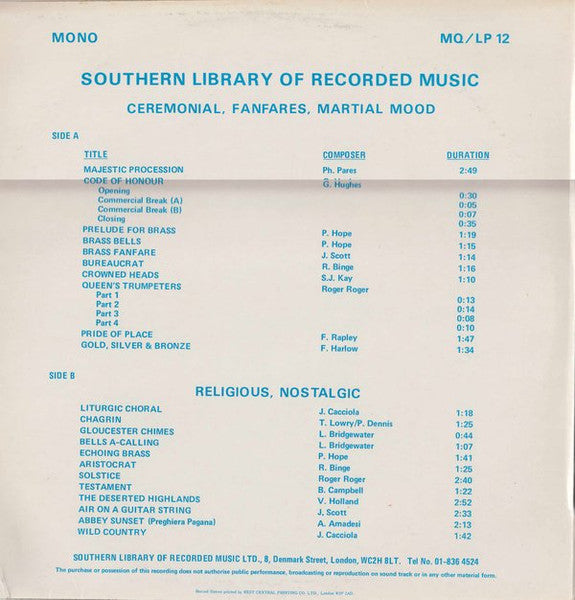 MONO MQ/LP 12
SOUTHERN LIBRARY OF RECORDED MUSIC
CEREMONIAL, FANFARES, MARTIAL MOOD
SIDE A
TITLE COMPOSER DURATION
MAJESTIC PROCESSION Ph. Pares 2:49
CODE OF HONOUR G. Hughes
Opening 0:30
Commercial Break (A) 0:05
Commercial Break (B) 0:07
Closing 0:35
PRELUDE FOR BRASS P. Hope 1:19
BRASS BELLS P. Hope 1:15
BRASS FANFARE J. Scott 1:14
BUREAUCRAT R. Binge 1:16
CROWNED HEADS S.J. Kay 1:10
QUEEN'S TRUMPETERS Roger Roger
Part 1 0:13
Part 2 0:14
Part 3 0:08
Part 4 0:10
PRIDE OF PLACE F. Rapley 1:47
GOLD, SILVER & BRONZE F. Harlow 1:34
SIDE B
RELIGIOUS, NOSTALGIC
LITURGIC CHORAL J. Cacciola 1:18
CHAGRIN T. Lowry/P. Dennis 1:25
GLOUCESTER CHIMES L. Bridgewater 0:44
BELLS A-CALLING L. Bridgewater 1:07
ECHOING BRASS P. Hope 1:41
ARISTOCRAT R. Binge 1:25
SOLSTICE Roger Roger 2:40
TESTAMENT B. Campbell 1:22
THE DESERTED HIGHLANDS V. Holland 2:52
AIR ON A GUITAR STRING J, Scott 2:33
ABBEY SUNSET (Preghiera Pagana) A. Amadesi 2:13
WILD COUNTRY J. Cacciola 1:42
SOUTHERN LIBRARY OF RECORDED MUSIC LTD., 8, Denmark Street, London, WC2H 8LT. Tel No. 01-836 4524
The purchase or possession of this recording does not authorise public performance, broadcasting or reproduction on sound track or in any other material form.
Record Sleeve printed by WEST CENTRAL PRINTING CO. LTD., London